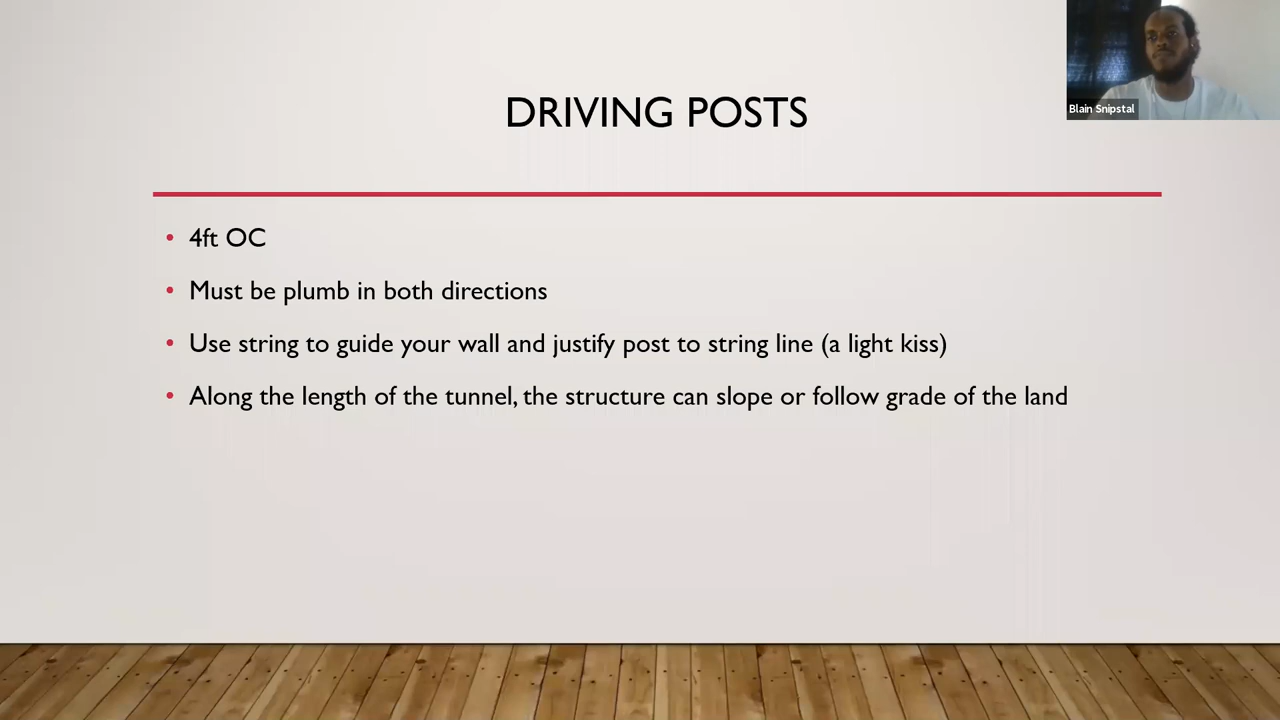 Blain Snipstal
DRIVING POSTS
• 4ft OC
• Must be plumb in both directions
• Use string to guide your wall and justify post to string line (a light kiss)
• Along the length of the tunnel, the structure can slope or follow grade of the land